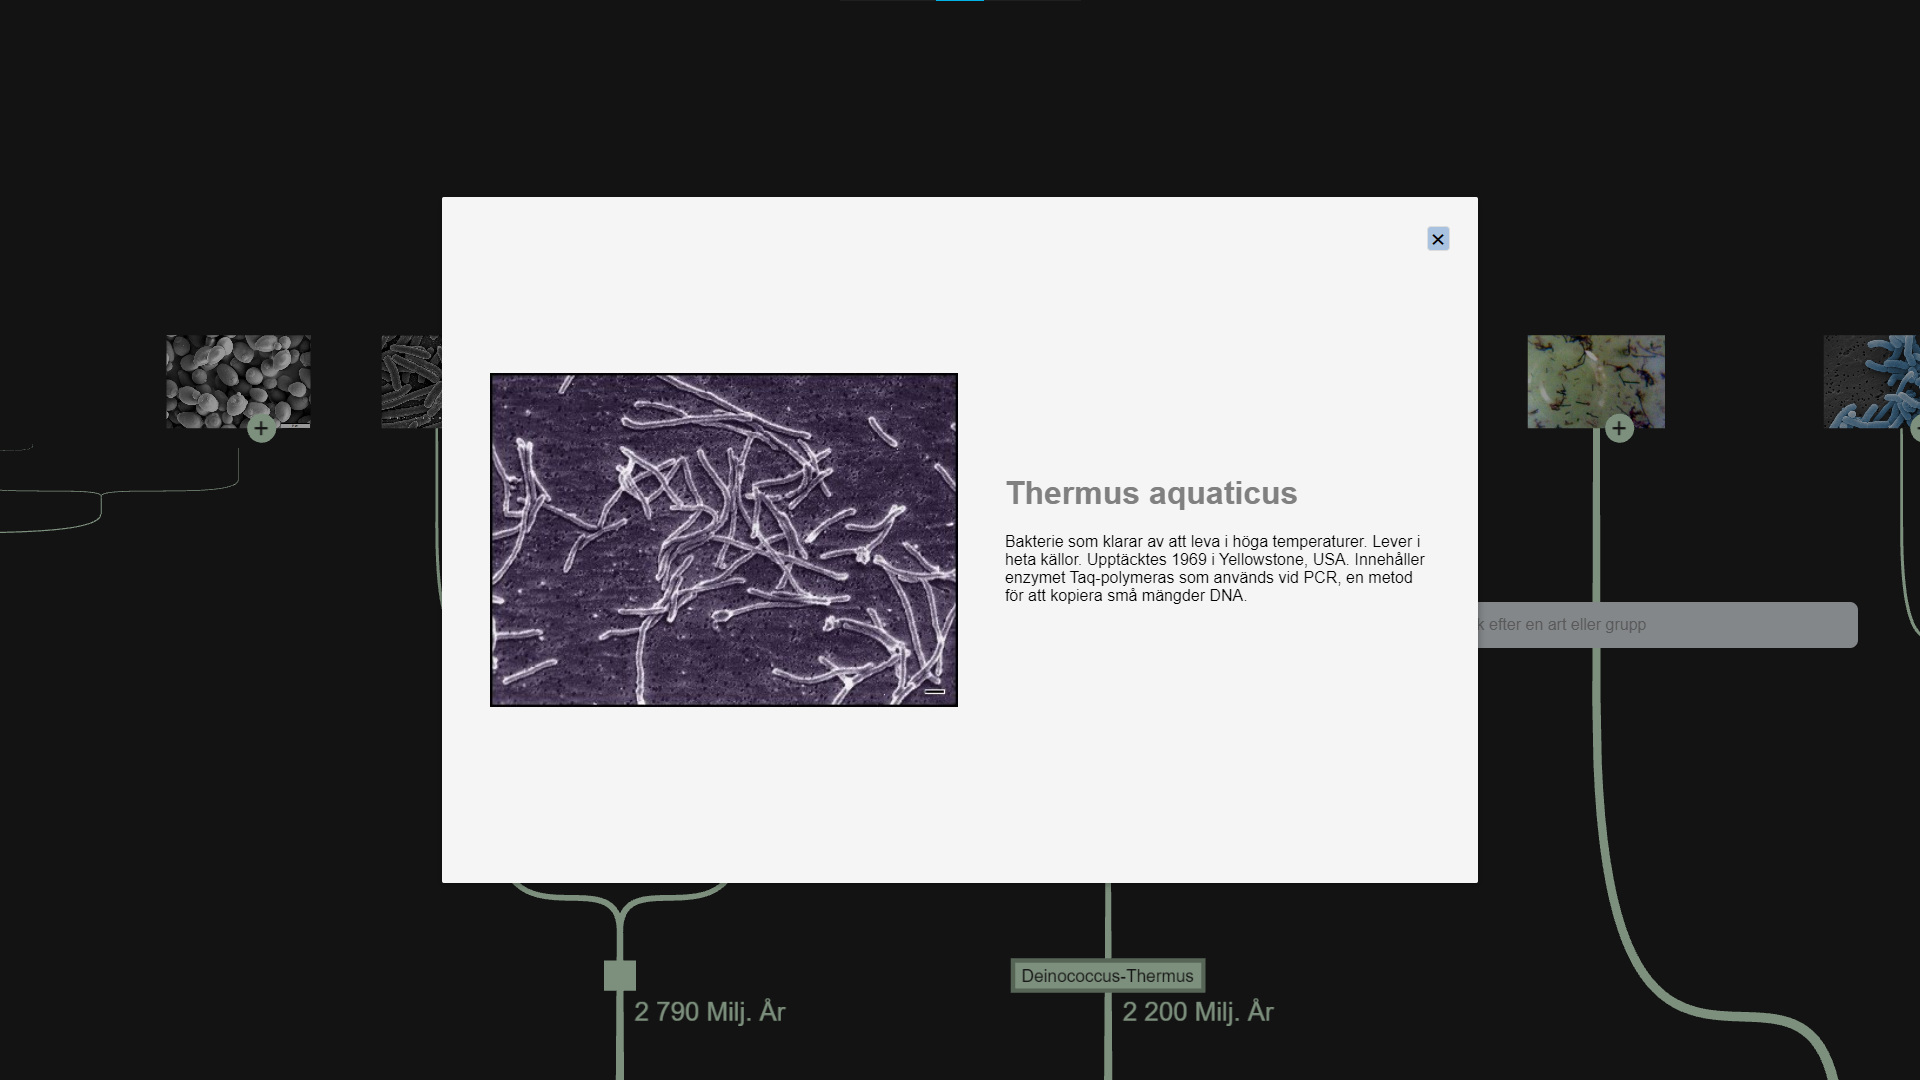 Thermus aquaticus
Bakterie som klarar av att leva i höga temperaturer. Lever i
heta källor. Upptäcktes 1969 i Yellowstone, USA. Innehåller
enzymet Taq-polymeras som används vid PCR, en metod
för att kopiera små mängder DNA.
k efter en art eller grupp
Deinococcus-Thermus
2 790 Milj. År
2 200 Milj. År